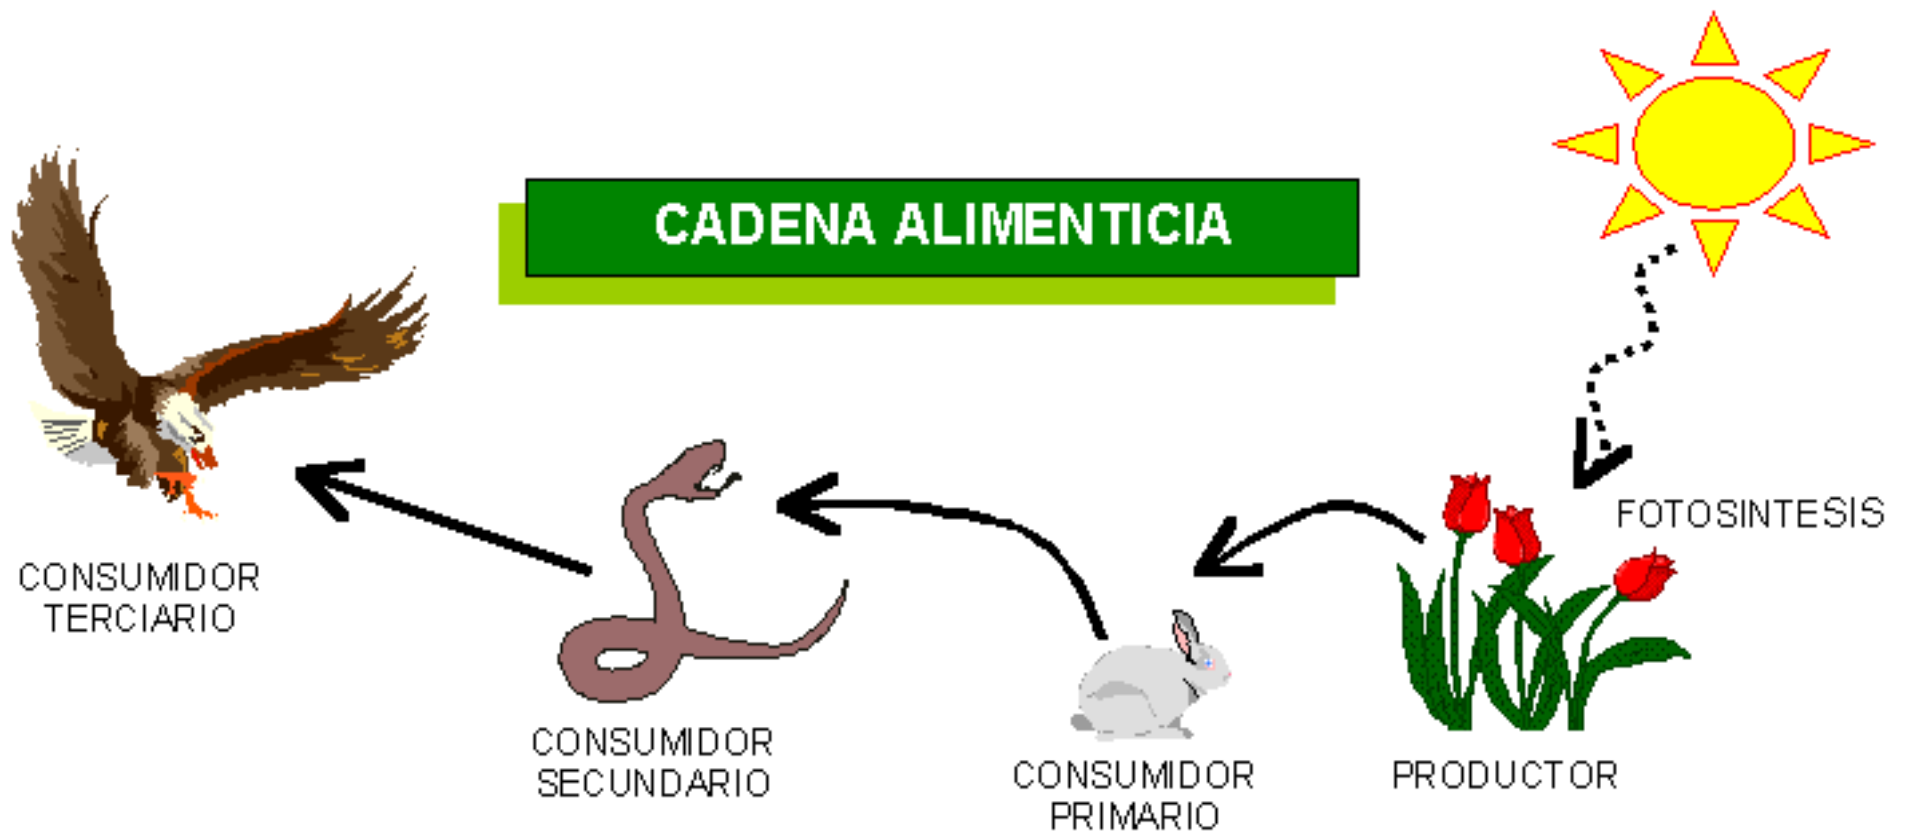 CADENA ALIMENTICIA
FOTOSINTESIS
CONSUMIDOR
TERCIARIO
CONSUMIDOR
SECUNDARIO
CONSUMIDOR
PRIMARIO
PRODUCTOR